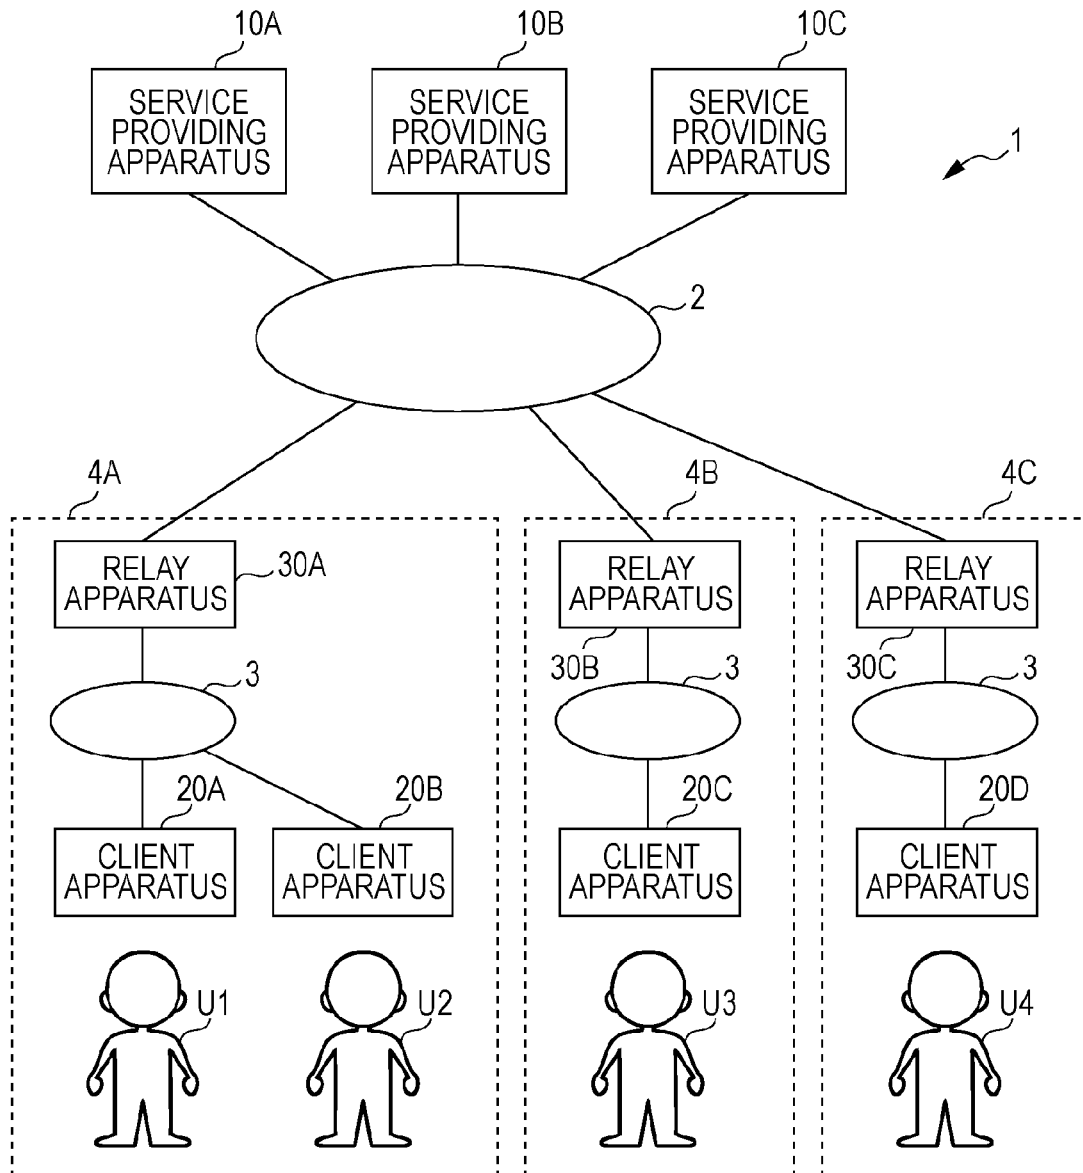 10A
10B
10C
SERVICE
PROVIDING
APPARATUS
SERVICE
PROVIDING
APPARATUS
SERVICE
PROVIDING
APPARATUS
1
2
4A
4B
4C
RELAY
APPARATUS
30A
RELAY
APPARATUS
30B
RELAY
APPARATUS
30C
3
3
3
20A
20B
20C
20D
CLIENT
APPARATUS
CLIENT
APPARATUS
CLIENT
APPARATUS
CLIENT
APPARATUS
U1
U2
U3
U4